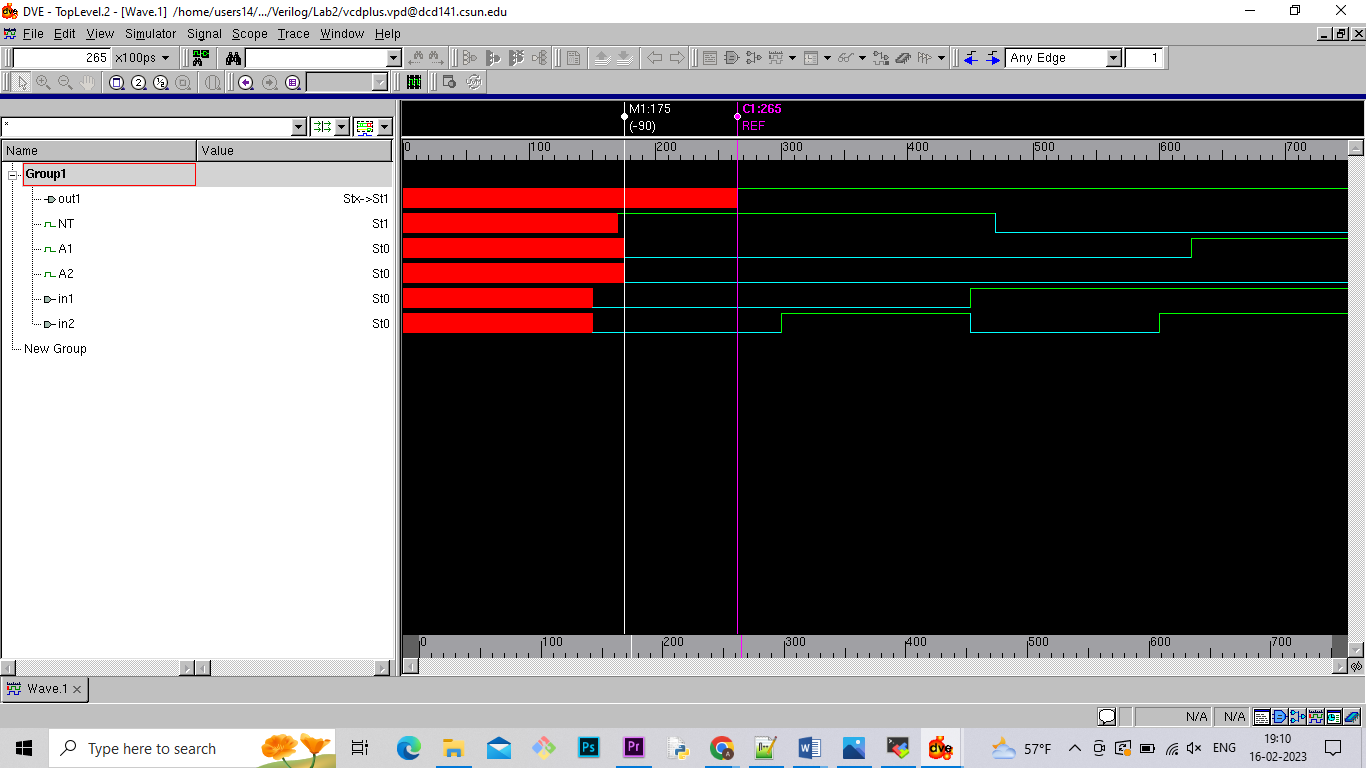 DVE - TopLevel.2 - [Wave.1] /home/users14/.../Verilog/Lab2/vcdplus.vpd@dcd141.csun.edu
File Edit View Simulator Signal Scope Trace Window Help
265 x100ps Any Edge 1
M1:175 C1:265
(-90) REF
*
Name Value
0 100 200 300 400 500 600 700
Group1
out1 Stx->St1
NT St1
A1 St0
A2 St0
in1 St0
in2 St0
New Group
0 100 200 300 400 500 600 700
Wave.1
N/A N/A
Type here to search
Ps Pr dve 57°F ENG 19:10
16-02-2023